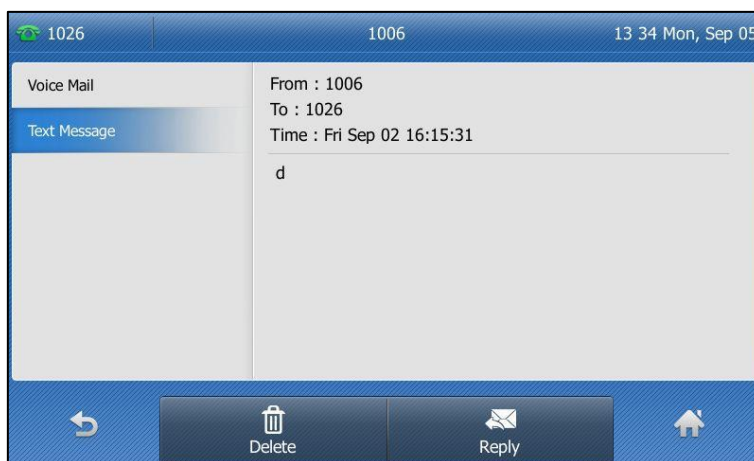 1026
1006
13 34 Mon, Sep 05
Voice Mail
Text Message
From : 1006
To : 1026
Time : Fri Sep 02 16:15:31
d
Delete
Reply